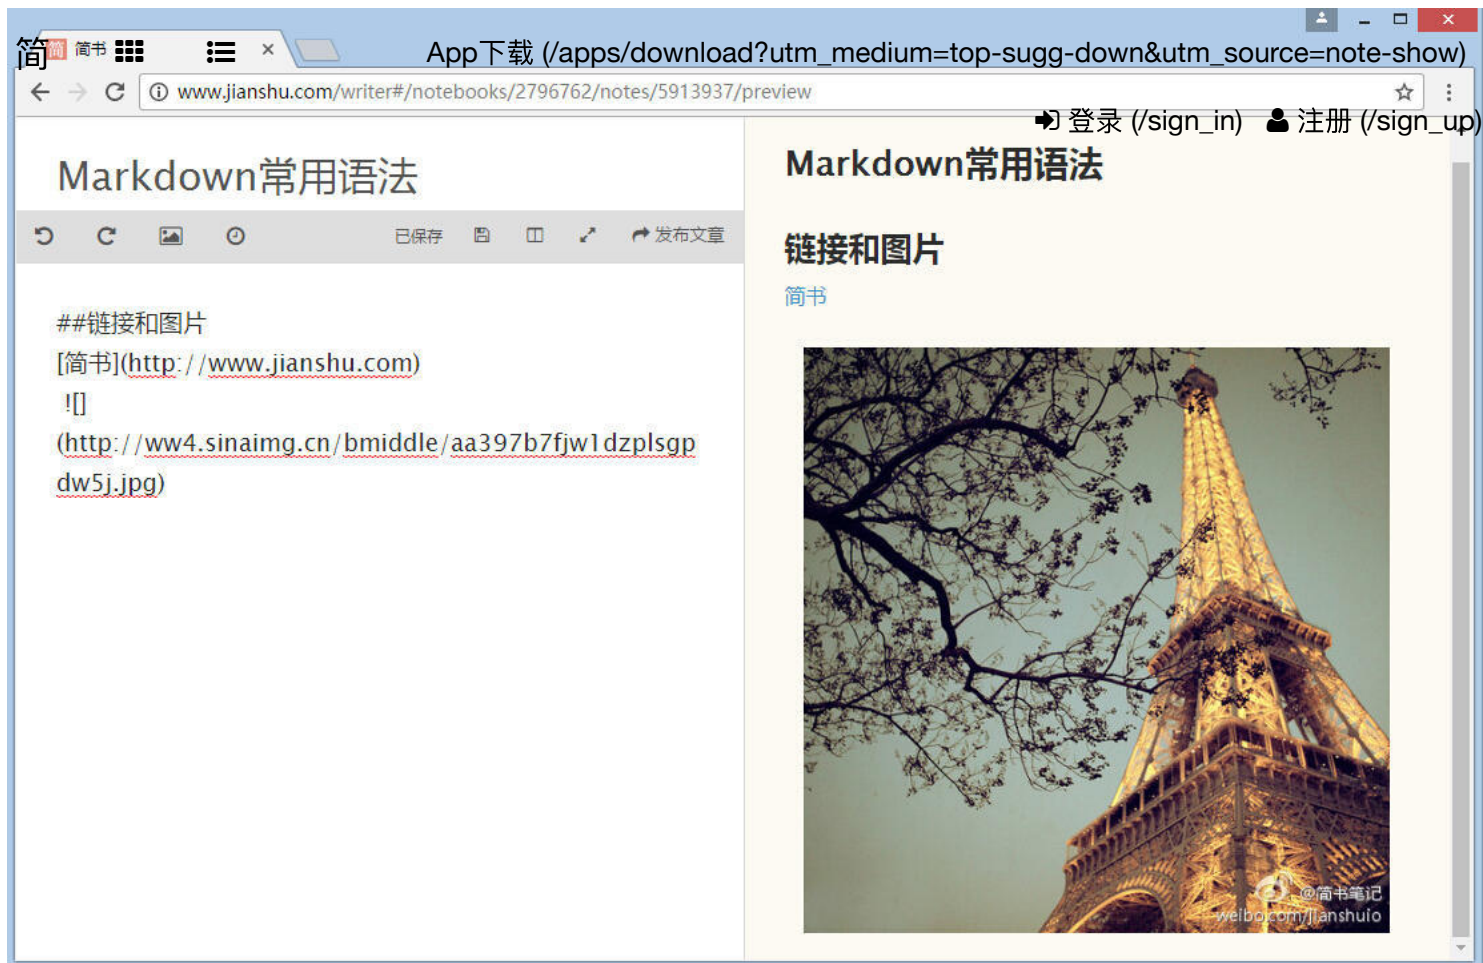 简 简 简书
App下载 (/apps/download?utm_medium=top-sugg-down&utm_source=note-show)
www.jianshu.com/writer#/notebooks/2796762/notes/5913937/preview
登录 (/sign_in) 注册 (/sign_up)
Markdown常用语法
已保存 发布文章
##链接和图片
[简书](http://www.jianshu.com)
![]
(http://ww4.sinaimg.cn/bmiddle/aa397b7fjw1dzplsgp
dw5j.jpg)
Markdown常用语法
链接和图片
简书
@简书笔记
weibo.com/jianshuio